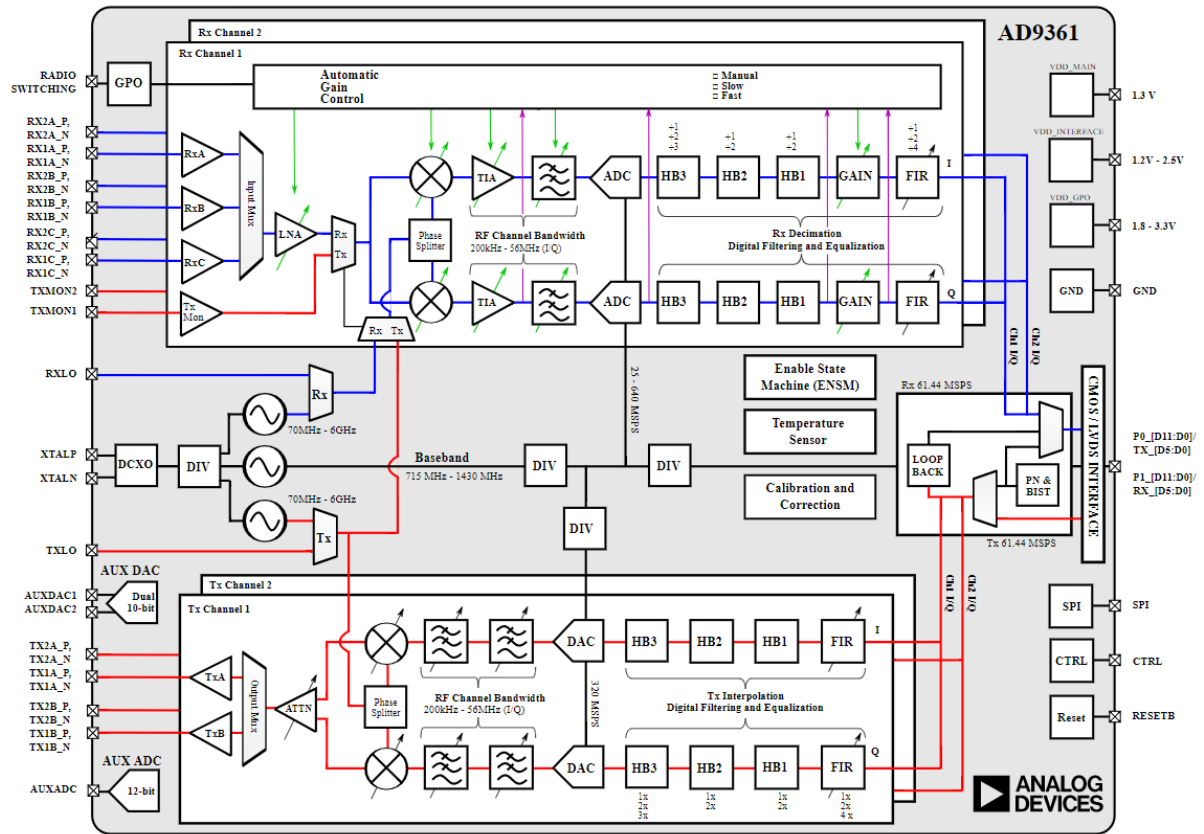 Rx Channel 2
Rx Channel 1
AD9361
RADIO
SWITCHING
GPO
Automatic
Gain
Control
□ Manual
□ Slow
□ Fast
VDD_MAIN
1.3 V
VDD_INTERFACE
1.2V - 2.5V
VDD_GPO
1.8 - 3.3V
GND
GND
RX2A_P,
RX2A_N
RX1A_P,
RX1A_N
RX2B_P,
RX2B_N
RX1B_P,
RX1B_N
RX2C_P,
RX2C_N
RX1C_P,
RX1C_N
TXMON2
TXMON1
RxA
RxB
RxC
Tx
Mon
Input Mux
LNA
Rx
Tx
Phase
Splitter
TIA
ADC
÷1
÷2
÷3
÷1
÷2
÷1
÷2
÷1
÷2
÷4
HB3
HB2
HB1
GAIN
FIR
I
RF Channel Bandwidth
200kHz - 56MHz (I/Q)
Rx Decimation
Digital Filtering and Equalization
TIA
ADC
HB3
HB2
HB1
GAIN
FIR
Q
Rx Tx
Ch1 I/Q
Ch2 I/Q
RXLO
Rx
70MHz - 6GHz
25 - 640 MSPS
Enable State
Machine (ENSM)
Temperature
Sensor
Calibration and
Correction
Rx 61.44 MSPS
LOOP
BACK
PN &
BIST
Tx 61.44 MSPS
CMOS / LVDS INTERFACE
P0_[D11:D0]/
TX_[D5:D0]
P1_[D11:D0]/
RX_[D5:D0]
XTALP
XTALN
DCXO
DIV
Baseband
715 MHz - 1430 MHz
DIV
DIV
DIV
70MHz - 6GHz
Tx
TXLO
AUX DAC
AUXDAC1
AUXDAC2
Dual
10-bit
Tx Channel 2
Tx Channel 1
Ch1 I/Q
Ch2 I/Q
TX2A_P,
TX2A_N
TX1A_P,
TX1A_N
TX2B_P,
TX2B_N
TX1B_P,
TX1B_N
TxA
TxB
Output Mux
ATTN
Phase
Splitter
RF Channel Bandwidth
200kHz - 56MHz (I/Q)
DAC
320 MSPS
HB3
HB2
HB1
FIR
I
Tx Interpolation
Digital Filtering and Equalization
DAC
HB3
HB2
HB1
FIR
Q
1x
2x
3x
1x
2x
1x
2x
1x
2x
4 x
AUX ADC
AUXADC
12-bit
SPI
SPI
CTRL
CTRL
Reset
RESETB
ANALOG
DEVICES